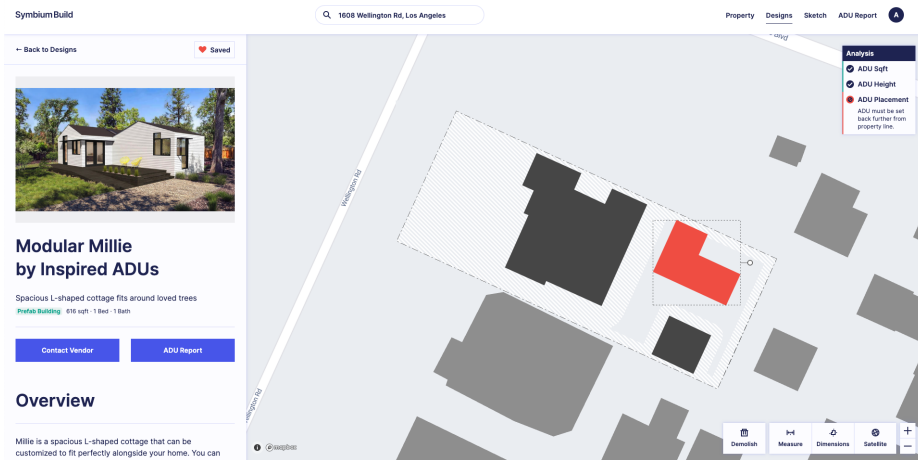 Symbium Build
1608 Wellington Rd, Los Angeles
Property Designs Sketch ADU Report A
← Back to Designs
Saved
Modular Millie
by Inspired ADUs
Spacious L-shaped cottage fits around loved trees
Prefab Building 616 sqft · 1 Bed · 1 Bath
Contact Vendor
ADU Report
Overview
Millie is a spacious L-shaped cottage that can be
customized to fit perfectly alongside your home. You can
Blvd
Wellington Rd
Wellington Rd
Analysis
ADU Sqft
ADU Height
ADU Placement
ADU must be set
back further from
property line.
mapbox
Demolish
Measure
Dimensions
Satellite
+
−